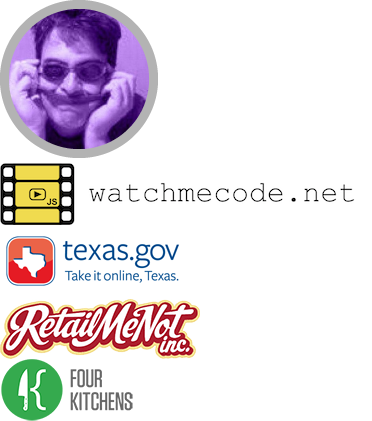 JS
watchmecode.net
texas.gov
Take it online, Texas.
RetailMeNot
inc.
FOUR
KITCHENS